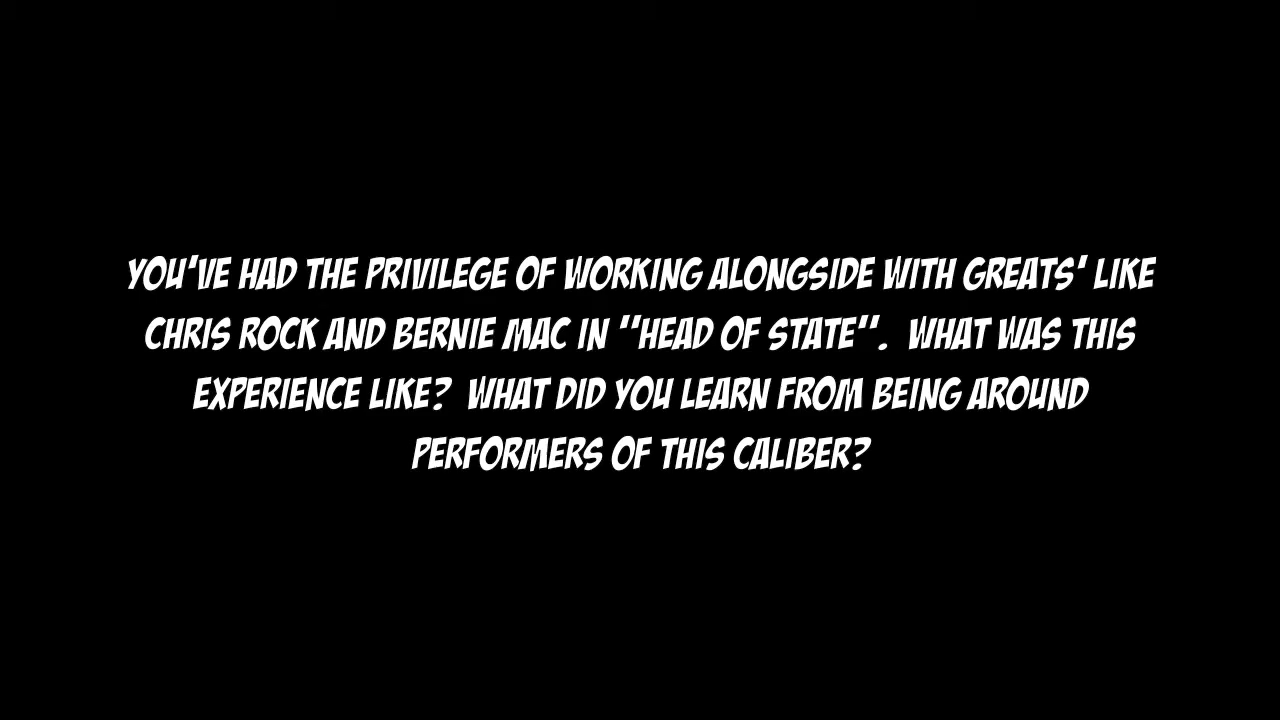 YOU'VE HAD THE PRIVILEGE OF WORKING ALONGSIDE WITH GREATS' LIKE
CHRIS ROCK AND BERNIE MAC IN "HEAD OF STATE".  WHAT WAS THIS
EXPERIENCE LIKE?  WHAT DID YOU LEARN FROM BEING AROUND
PERFORMERS OF THIS CALIBER?